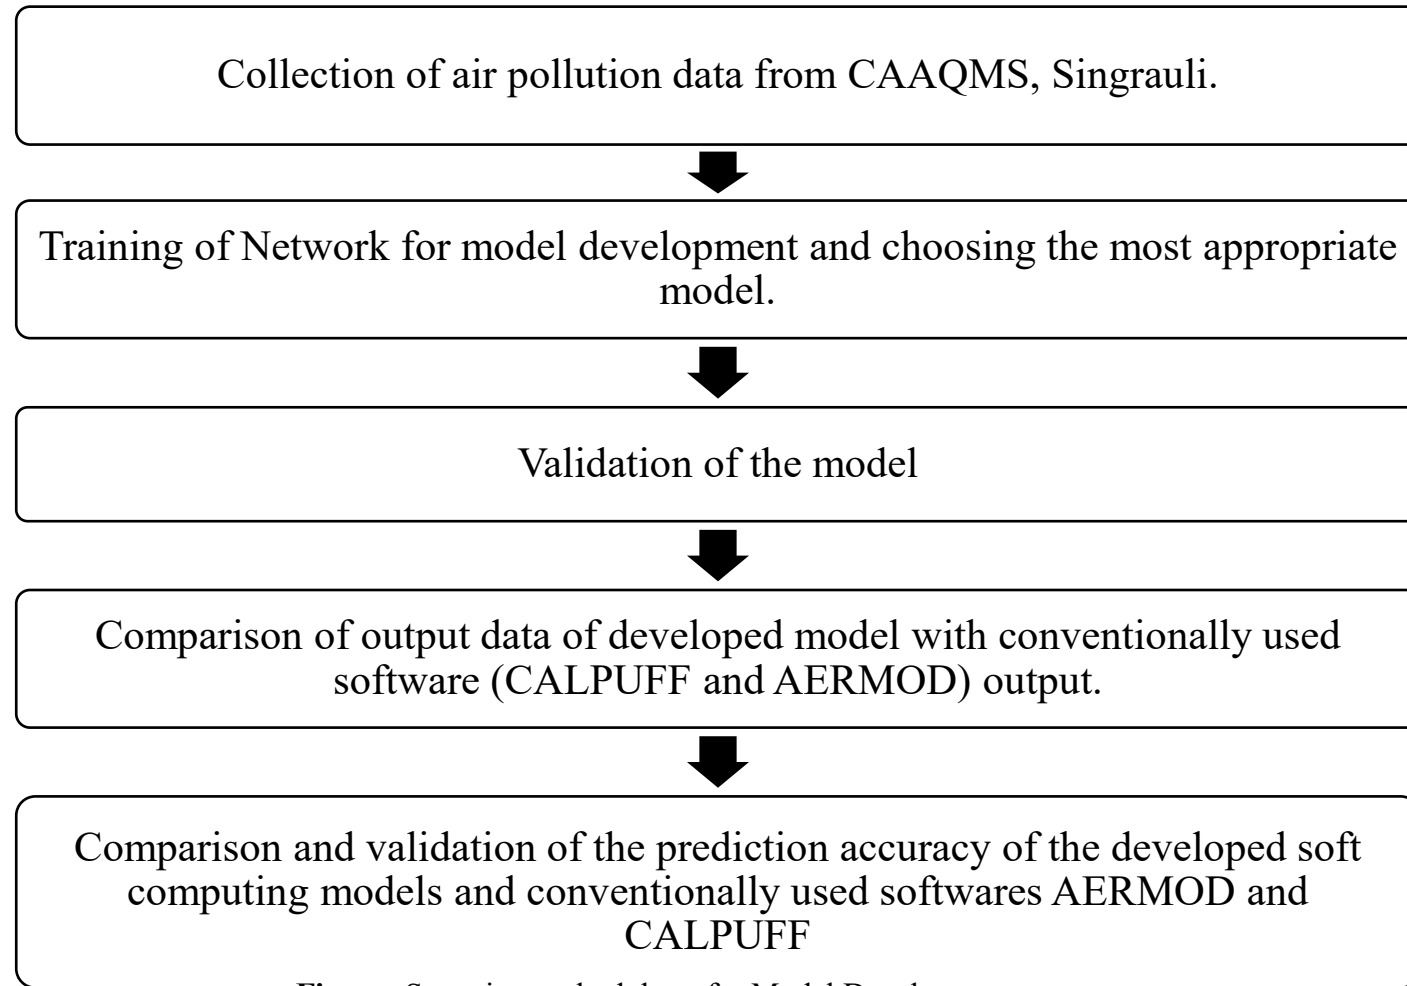 Collection of air pollution data from CAAQMS, Singrauli.
Training of Network for model development and choosing the most appropriate
model.
Validation of the model
Comparison of output data of developed model with conventionally used
software (CALPUFF and AERMOD) output.
Comparison and validation of the prediction accuracy of the developed soft
computing models and conventionally used softwares AERMOD and
CALPUFF